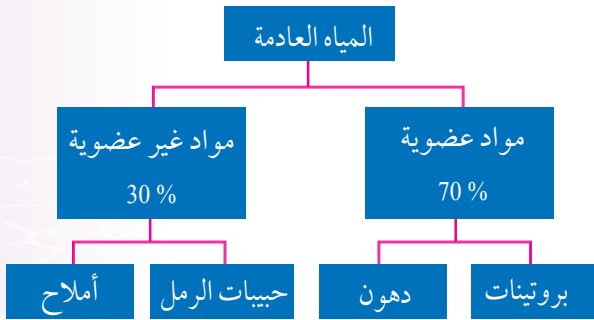 المياه العادمة
مواد عضوية
70 %
مواد غير عضوية
30 %
بروتينات
دهون
حبيبات الرمل
أملاح